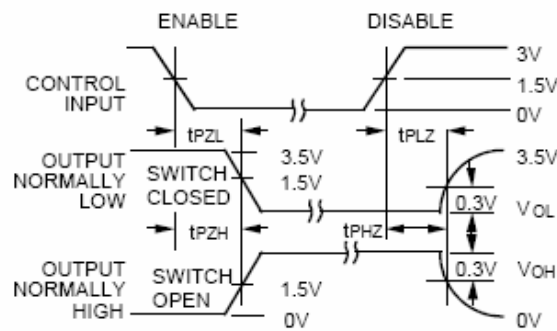 ENABLE DISABLE
3V
CONTROL INPUT
1.5V
0V
tPZL tPLZ
OUTPUT NORMALLY LOW
SWITCH CLOSED
3.5V
1.5V
3.5V
0.3V
VOL
tPZH tPHZ
OUTPUT NORMALLY HIGH
SWITCH OPEN
1.5V
0V
0.3V
VOH
0V